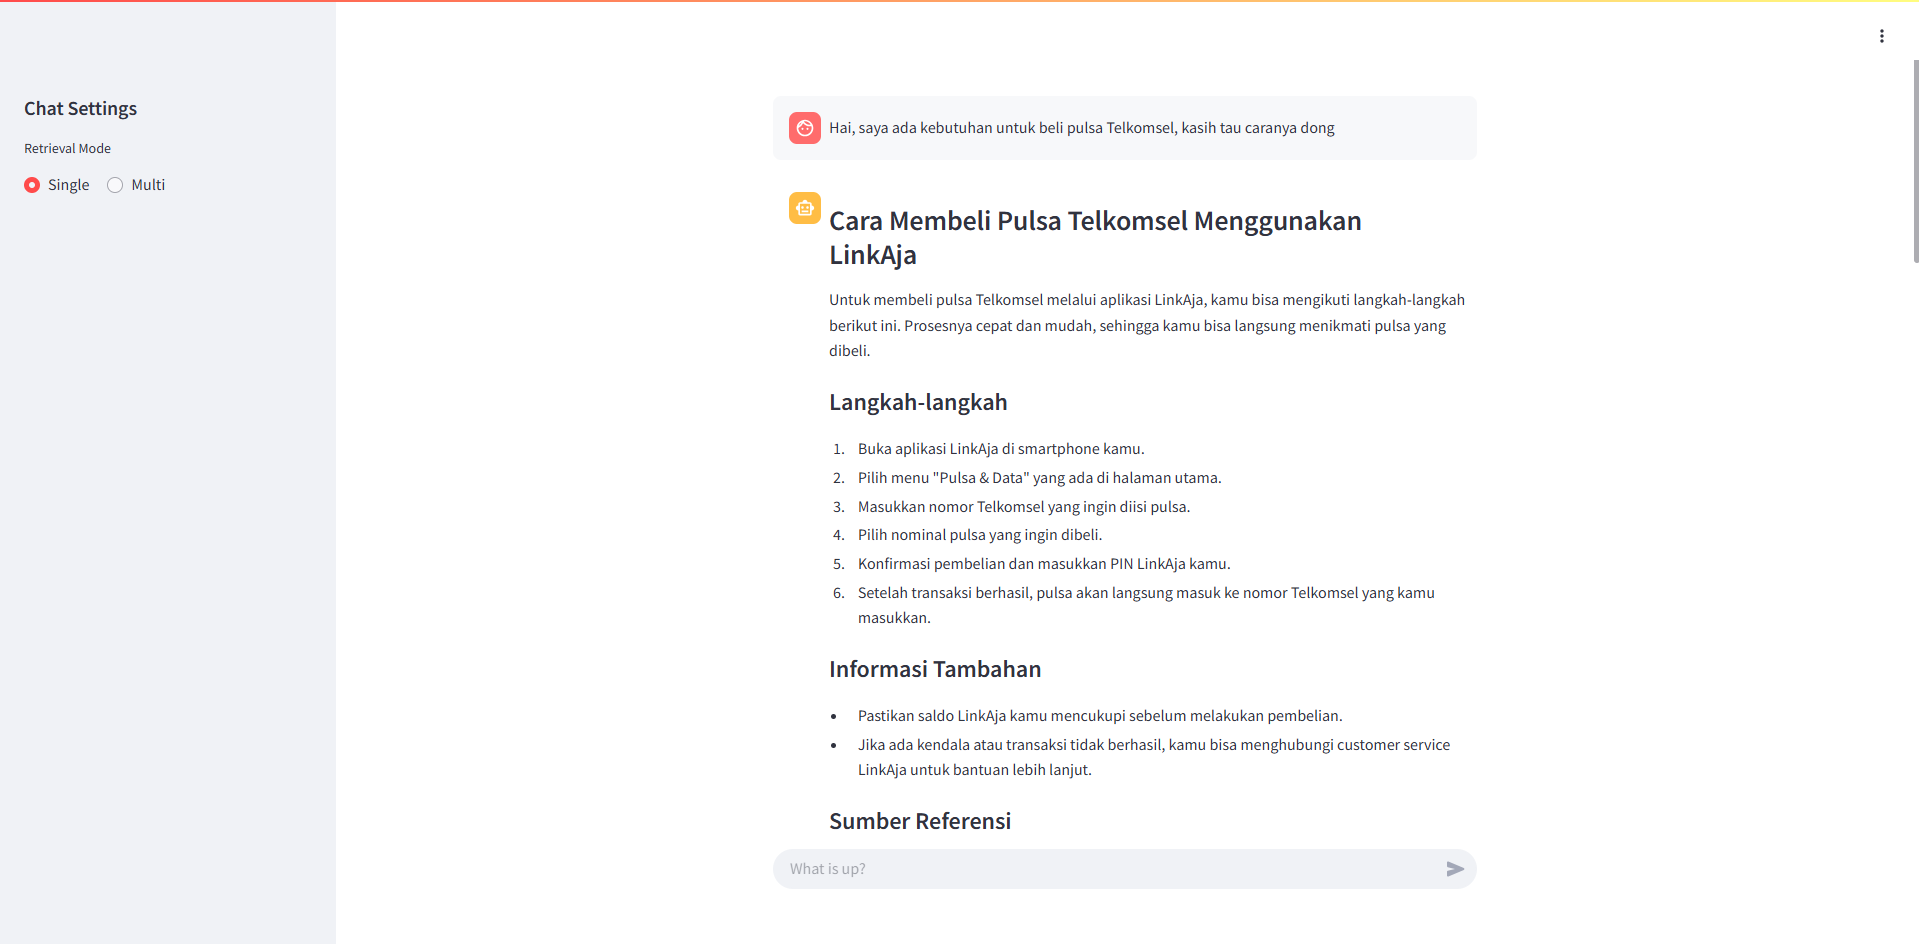 Chat Settings
Retrieval Mode
Single
Multi
Hai, saya ada kebutuhan untuk beli pulsa Telkomsel, kasih tau caranya dong
Cara Membeli Pulsa Telkomsel Menggunakan
LinkAja
Untuk membeli pulsa Telkomsel melalui aplikasi LinkAja, kamu bisa mengikuti langkah-langkah
berikut ini. Prosesnya cepat dan mudah, sehingga kamu bisa langsung menikmati pulsa yang
dibeli.
Langkah-langkah
1. Buka aplikasi LinkAja di smartphone kamu.
2. Pilih menu "Pulsa & Data" yang ada di halaman utama.
3. Masukkan nomor Telkomsel yang ingin diisi pulsa.
4. Pilih nominal pulsa yang ingin dibeli.
5. Konfirmasi pembelian dan masukkan PIN LinkAja kamu.
6. Setelah transaksi berhasil, pulsa akan langsung masuk ke nomor Telkomsel yang kamu
masukkan.
Informasi Tambahan
• Pastikan saldo LinkAja kamu mencukupi sebelum melakukan pembelian.
• Jika ada kendala atau transaksi tidak berhasil, kamu bisa menghubungi customer service
LinkAja untuk bantuan lebih lanjut.
Sumber Referensi
What is up?